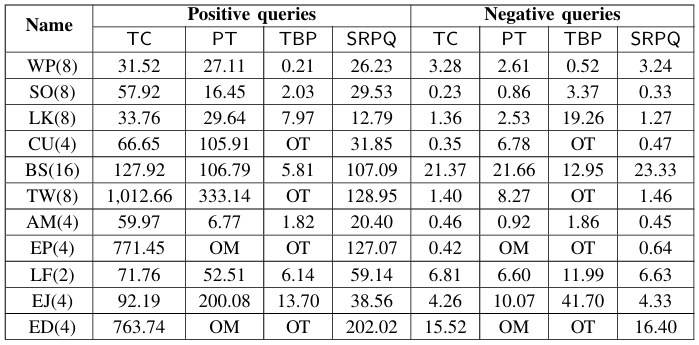 Name Positive queries Negative queries
TC PT TBP SRPQ TC PT TBP SRPQ
WP(8) 31.52 27.11 0.21 26.23 3.28 2.61 0.52 3.24
SO(8) 57.92 16.45 2.03 29.53 0.23 0.86 3.37 0.33
LK(8) 33.76 29.64 7.97 12.79 1.36 2.53 19.26 1.27
CU(4) 66.65 105.91 OT 31.85 0.35 6.78 OT 0.47
BS(16) 127.92 106.79 5.81 107.09 21.37 21.66 12.95 23.33
TW(8) 1,012.66 333.14 OT 128.95 1.40 8.27 OT 1.46
AM(4) 59.97 6.77 1.82 20.40 0.46 0.92 1.86 0.45
EP(4) 771.45 OM OT 127.07 0.42 OM OT 0.64
LF(2) 71.76 52.51 6.14 59.14 6.81 6.60 11.99 6.63
EJ(4) 92.19 200.08 13.70 38.56 4.26 10.07 41.70 4.33
ED(4) 763.74 OM OT 202.02 15.52 OM OT 16.40